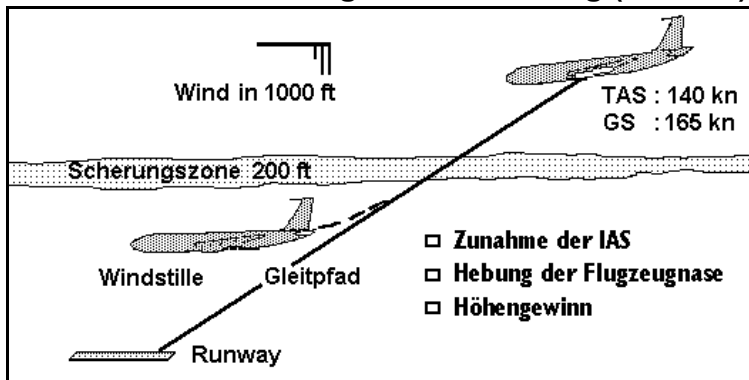 Wind in 1000 ft
TAS : 140 kn
GS : 165 kn
Scherungszone 200 ft
Zunahme der IAS
Windstille
Gleitpfad
Hebung der Flugzeugnase
Höhengewinn
Runway